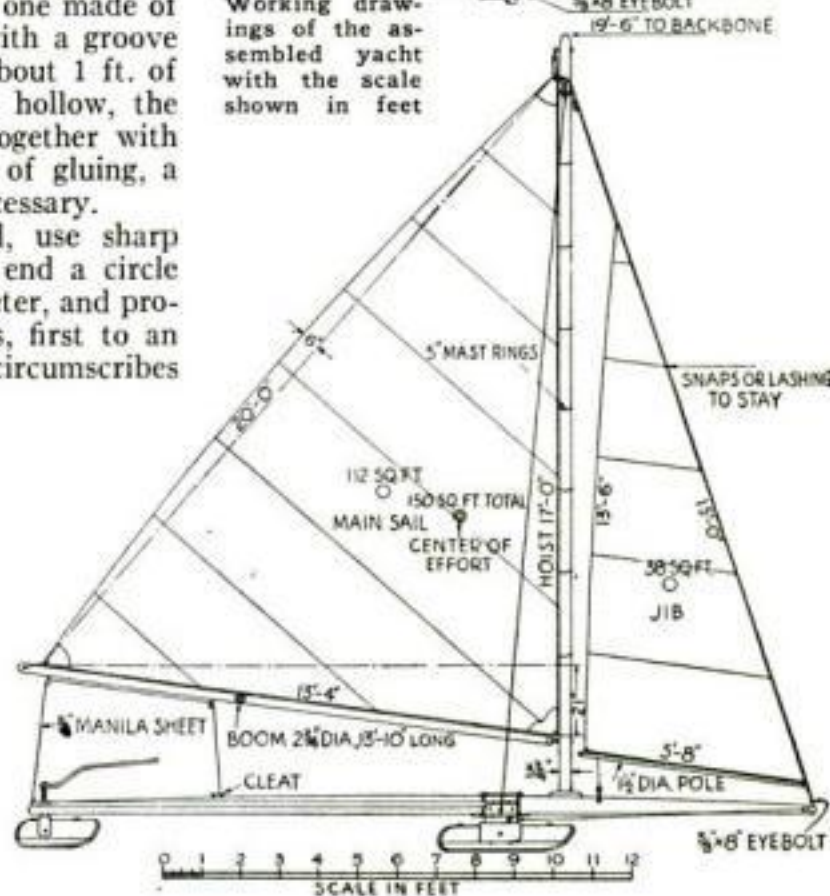 one made of
with a groove
bout 1 ft. of
hollow, the
ogether with
of gluing, a
cessary.
l, use sharp
end a circle
eter, and pro-
s, first to an
circumscribes
Working draw-
ings of the as-
sembled yacht
with the scale
shown in feet
EYEBOLT
19'-6" TO BACKBONE
6"
20'-0
5" MAST RINGS
SNAPS OR LASHING
TO STAY
112 SQ FT
MAIN SAIL
150 SQ FT TOTAL
CENTER OF
EFFORT
HOIST 17'-0"
13'-6"
38 SQ FT
JIB
13'-4"
21"
MANILA SHEET
BOOM DIA, 13'-10" LONG
CLEAT
5'-8"
1½" DIA. POLE
EYEBOLT
0 1 2 3 4 5 6 7 8 9 10 11 12
SCALE IN FEET